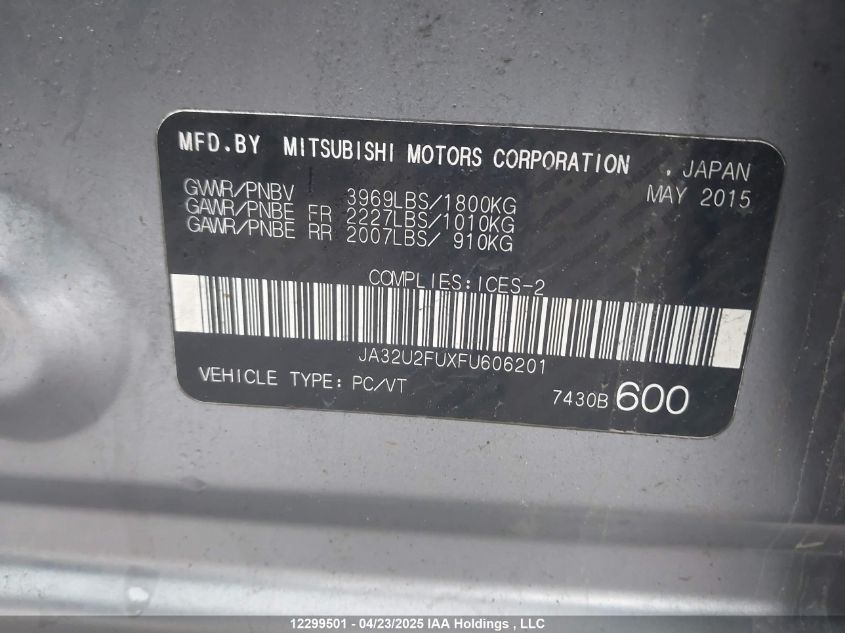 MFD.BY MITSUBISHI MOTORS CORPORATION , JAPAN
GVWR/PNBV 3969LBS/1800KG MAY 2015
GAWR/PNBE FR 2227LBS/1010KG
GAWR/PNBE RR 2007LBS/ 910KG
COMPLIES:ICES-2
JA32U2FUXFU606201
VEHICLE TYPE: PC/VT 7430B 600
12299501 - 04/23/2025 IAA Holdings , LLC